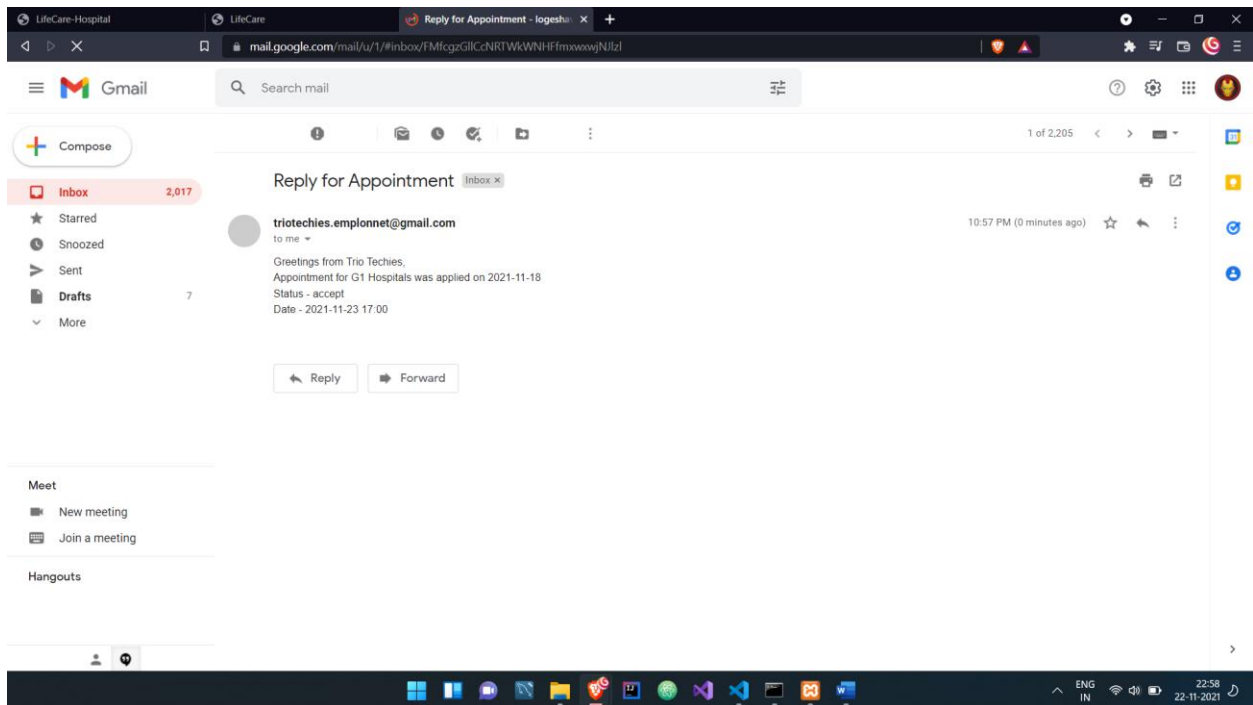 LifeCare-Hospital
LifeCare
Reply for Appointment - logesha
mail.google.com/mail/u/1/#inbox/
Gmail
Search mail
Compose
1 of 2,205
31
Inbox 2,017
Starred
Snoozed
Sent
Drafts 7
More
Reply for Appointment Inbox ×
triotechies.emplonnet@gmail.com
10:57 PM (0 minutes ago)
to me
Greetings from Trio Techies,
Appointment for G1 Hospitals was applied on 2021-11-18
Status - accept
Date - 2021-11-23 17:00
Reply
Forward
Meet
New meeting
Join a meeting
Hangouts
ENG
IN
22:58
22-11-2021